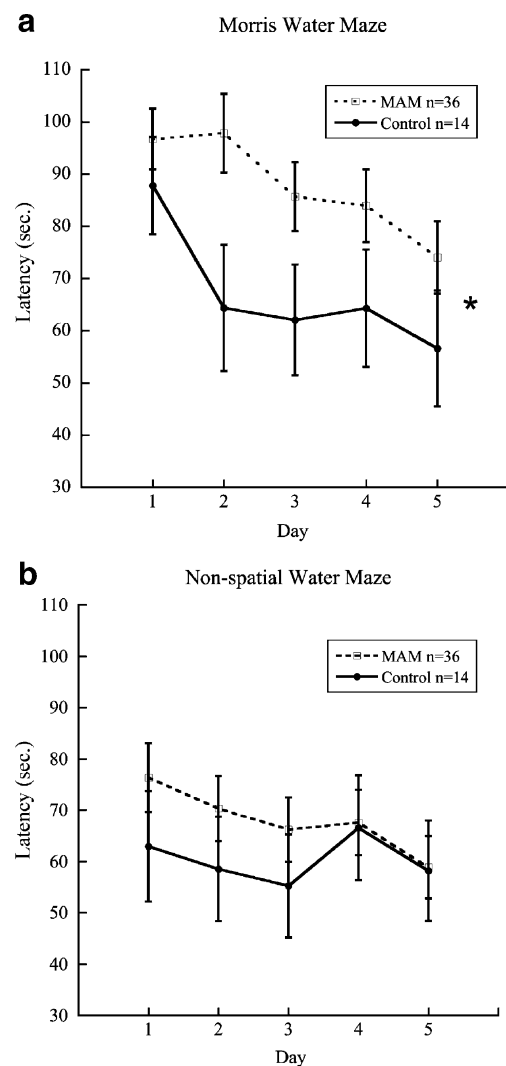 a
Morris Water Maze
110
100
90
80
70
60
50
40
30
Latency (sec.)
MAM n=36
Control n=14
*
1 2 3 4 5
Day
b
Non-spatial Water Maze
110
100
90
80
70
60
50
40
30
Latency (sec.)
MAM n=36
Control n=14
1 2 3 4 5
Day